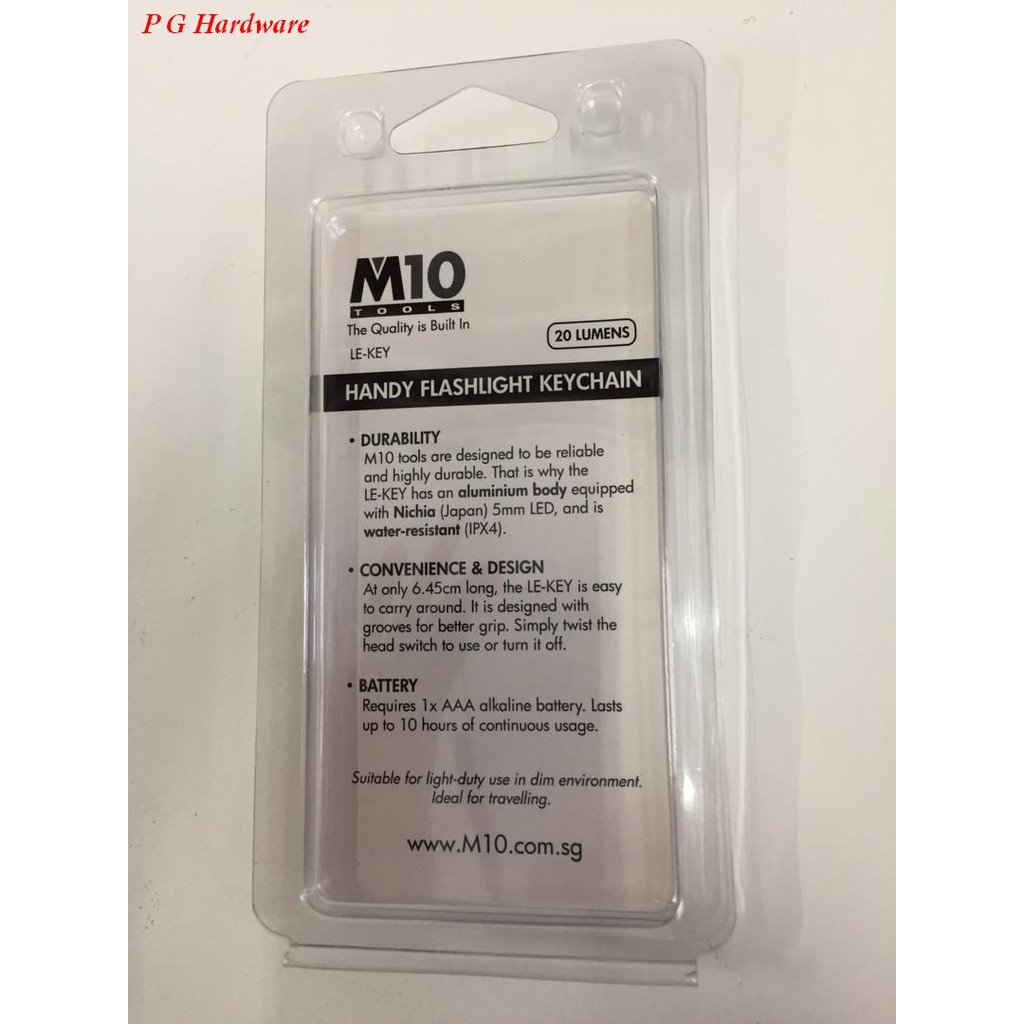 P G Hardware
M10
TOOLS
The Quality is Built In
LE-KEY
20 LUMENS
HANDY FLASHLIGHT KEYCHAIN
• DURABILITY
M10 tools are designed to be reliable
and highly durable. That is why the
LE-KEY has an aluminium body equipped
with Nichia (Japan) 5mm LED, and is
water-resistant (IPX4).
• CONVENIENCE & DESIGN
At only 6.45cm long, the LE-KEY is easy
to carry around. It is designed with
grooves for better grip. Simply twist the
head switch to use or turn it off.
• BATTERY
Requires 1x AAA alkaline battery. Lasts
up to 10 hours of continuous usage.
Suitable for light-duty use in dim environment.
Ideal for travelling.
www.M10.com.sg